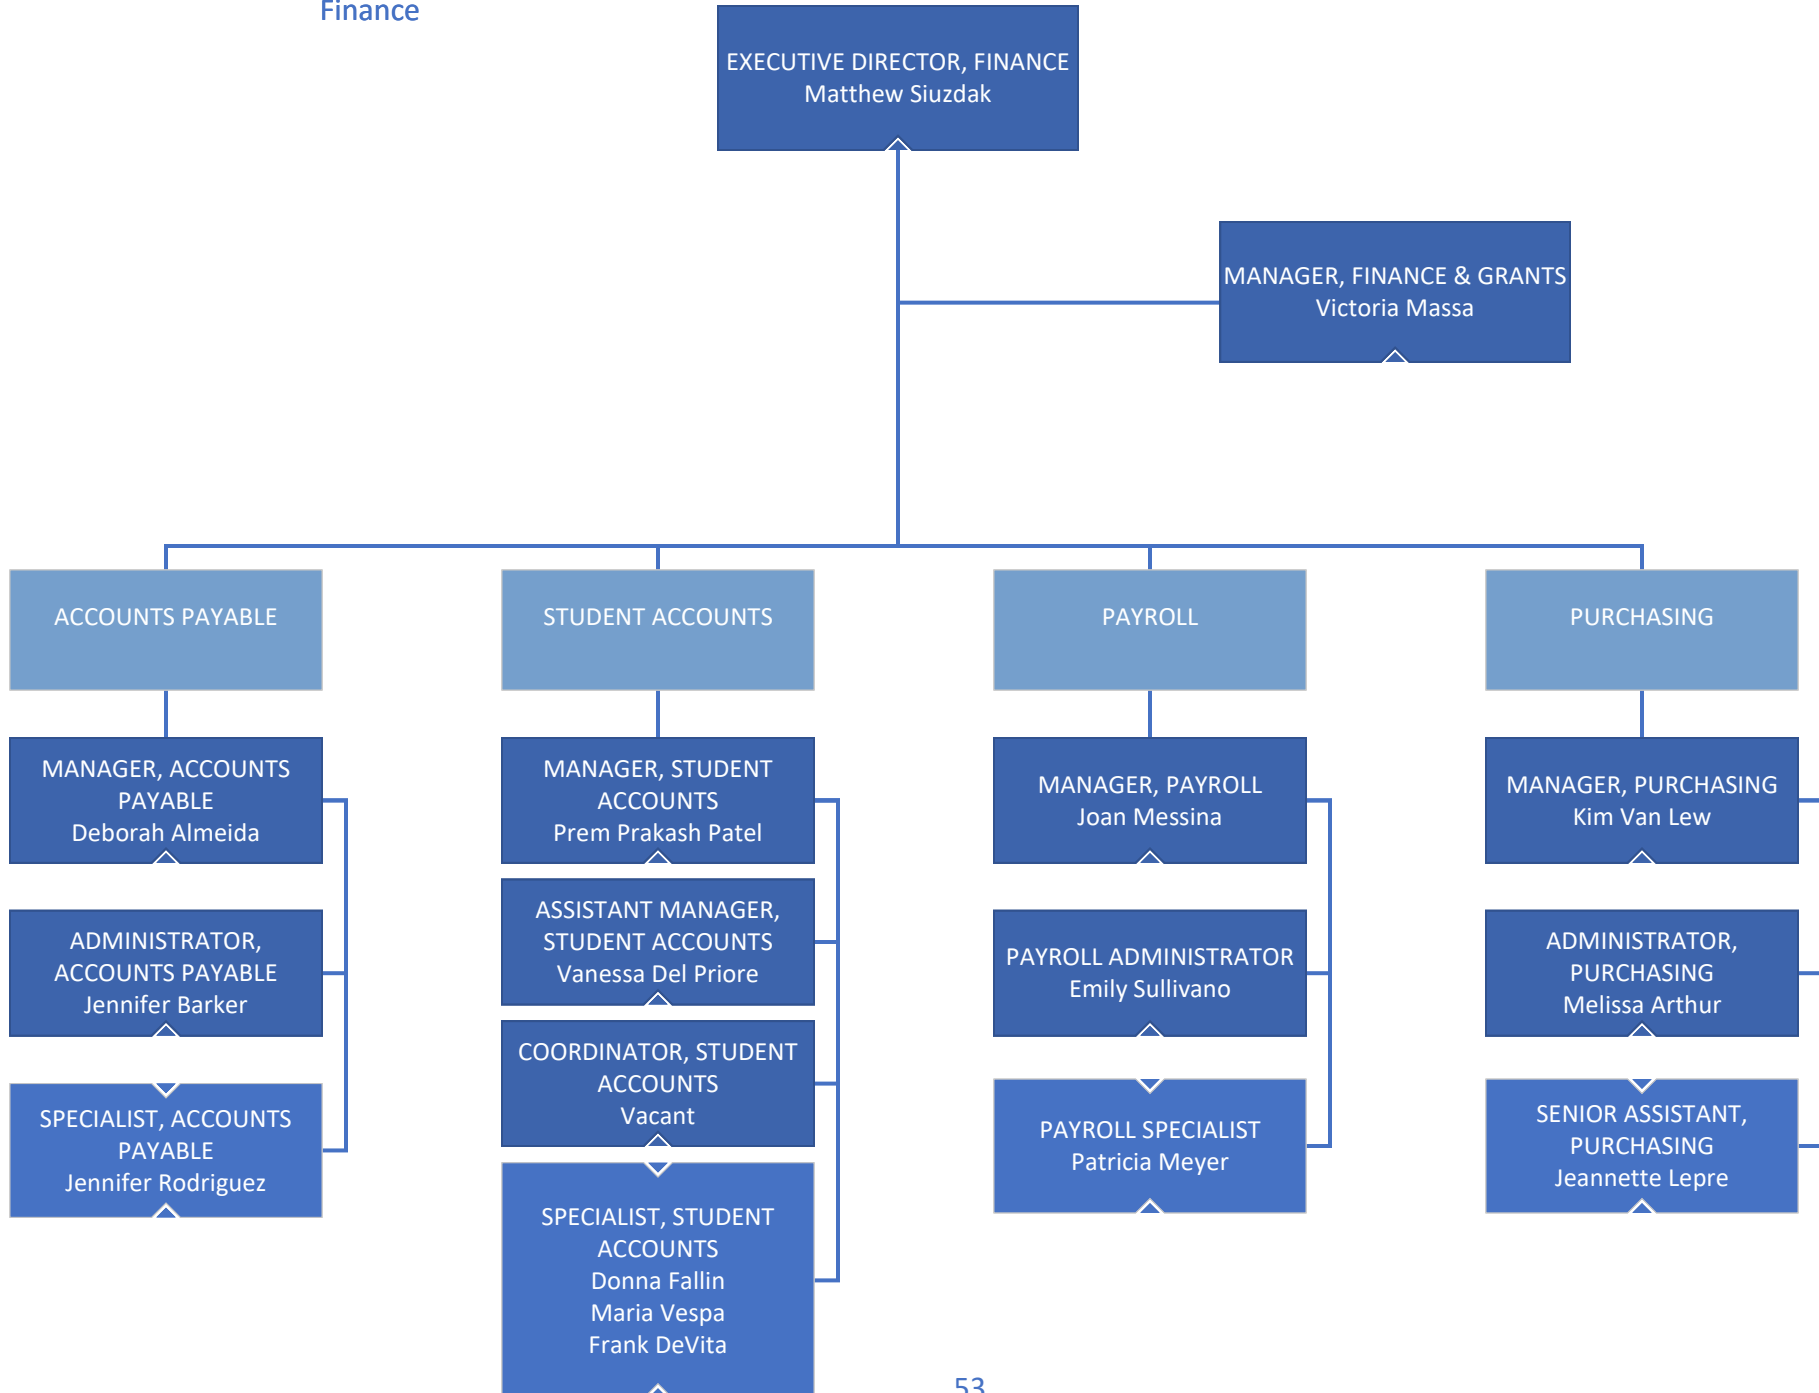 Finance
EXECUTIVE DIRECTOR, FINANCE
Matthew Siuzdak
MANAGER, FINANCE & GRANTS
Victoria Massa
ACCOUNTS PAYABLE
MANAGER, ACCOUNTS
PAYABLE
Deborah Almeida
ADMINISTRATOR,
ACCOUNTS PAYABLE
Jennifer Barker
SPECIALIST, ACCOUNTS
PAYABLE
Jennifer Rodriguez
STUDENT ACCOUNTS
MANAGER, STUDENT
ACCOUNTS
Prem Prakash Patel
ASSISTANT MANAGER,
STUDENT ACCOUNTS
Vanessa Del Priore
COORDINATOR, STUDENT
ACCOUNTS
Vacant
SPECIALIST, STUDENT
ACCOUNTS
Donna Fallin
Maria Vespa
Frank DeVita
PAYROLL
MANAGER, PAYROLL
Joan Messina
PAYROLL ADMINISTRATOR
Emily Sullivano
PAYROLL SPECIALIST
Patricia Meyer
PURCHASING
MANAGER, PURCHASING
Kim Van Lew
ADMINISTRATOR,
PURCHASING
Melissa Arthur
SENIOR ASSISTANT,
PURCHASING
Jeannette Lepre
53